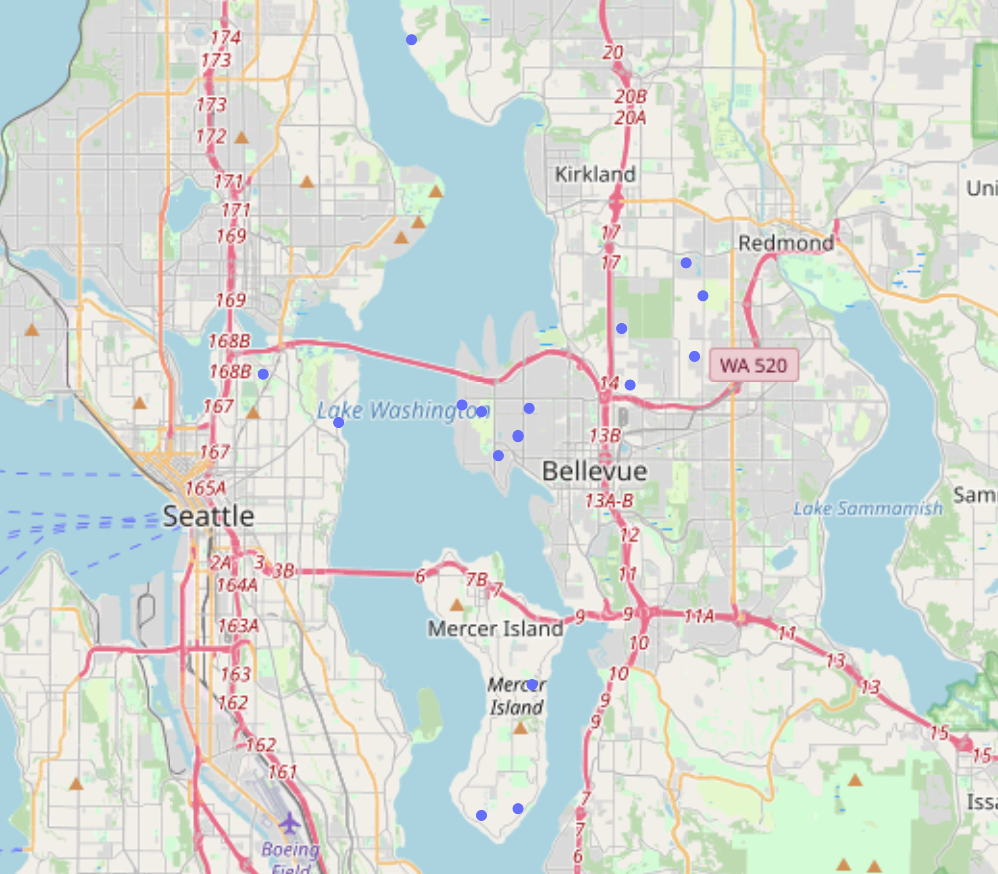 174
173
20
20B
173
20A
172
Kirkland
171
Uni
171
17
169
Redmond
17
169
168B
WA 520
168B
14
167
Lake Washington
13B
167
Bellevue
165A
13A-B
Sam
Lake Sammamish
Seattle
12
2A
3
3B
6
7B
11
164A
7
9
9
11A
163A
Mercer Island
11
10
13
163
10
Mercer
Island
13
162
9
9
15
162
15
161
7
Issa
7
Boeing
Field
6